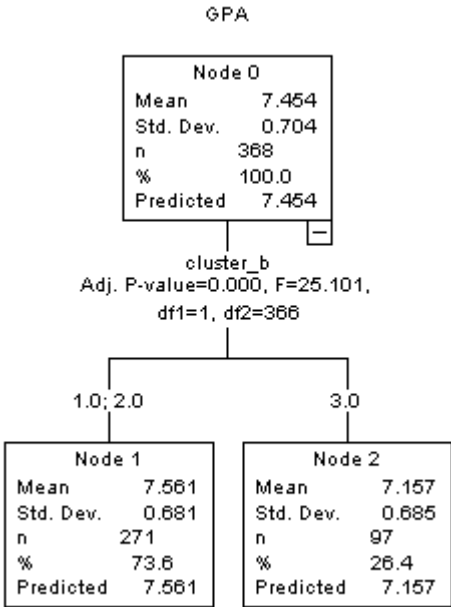 GPA
Node 0
Mean 7.454
Std. Dev. 0.704
n 368
% 100.0
Predicted 7.454
cluster_b
Adj. P-value=0.000, F=25.101,
df1=1, df2=366
1.0; 2.0
3.0
Node 1
Mean 7.561
Std. Dev. 0.681
n 271
% 73.6
Predicted 7.561
Node 2
Mean 7.157
Std. Dev. 0.685
n 97
% 26.4
Predicted 7.157